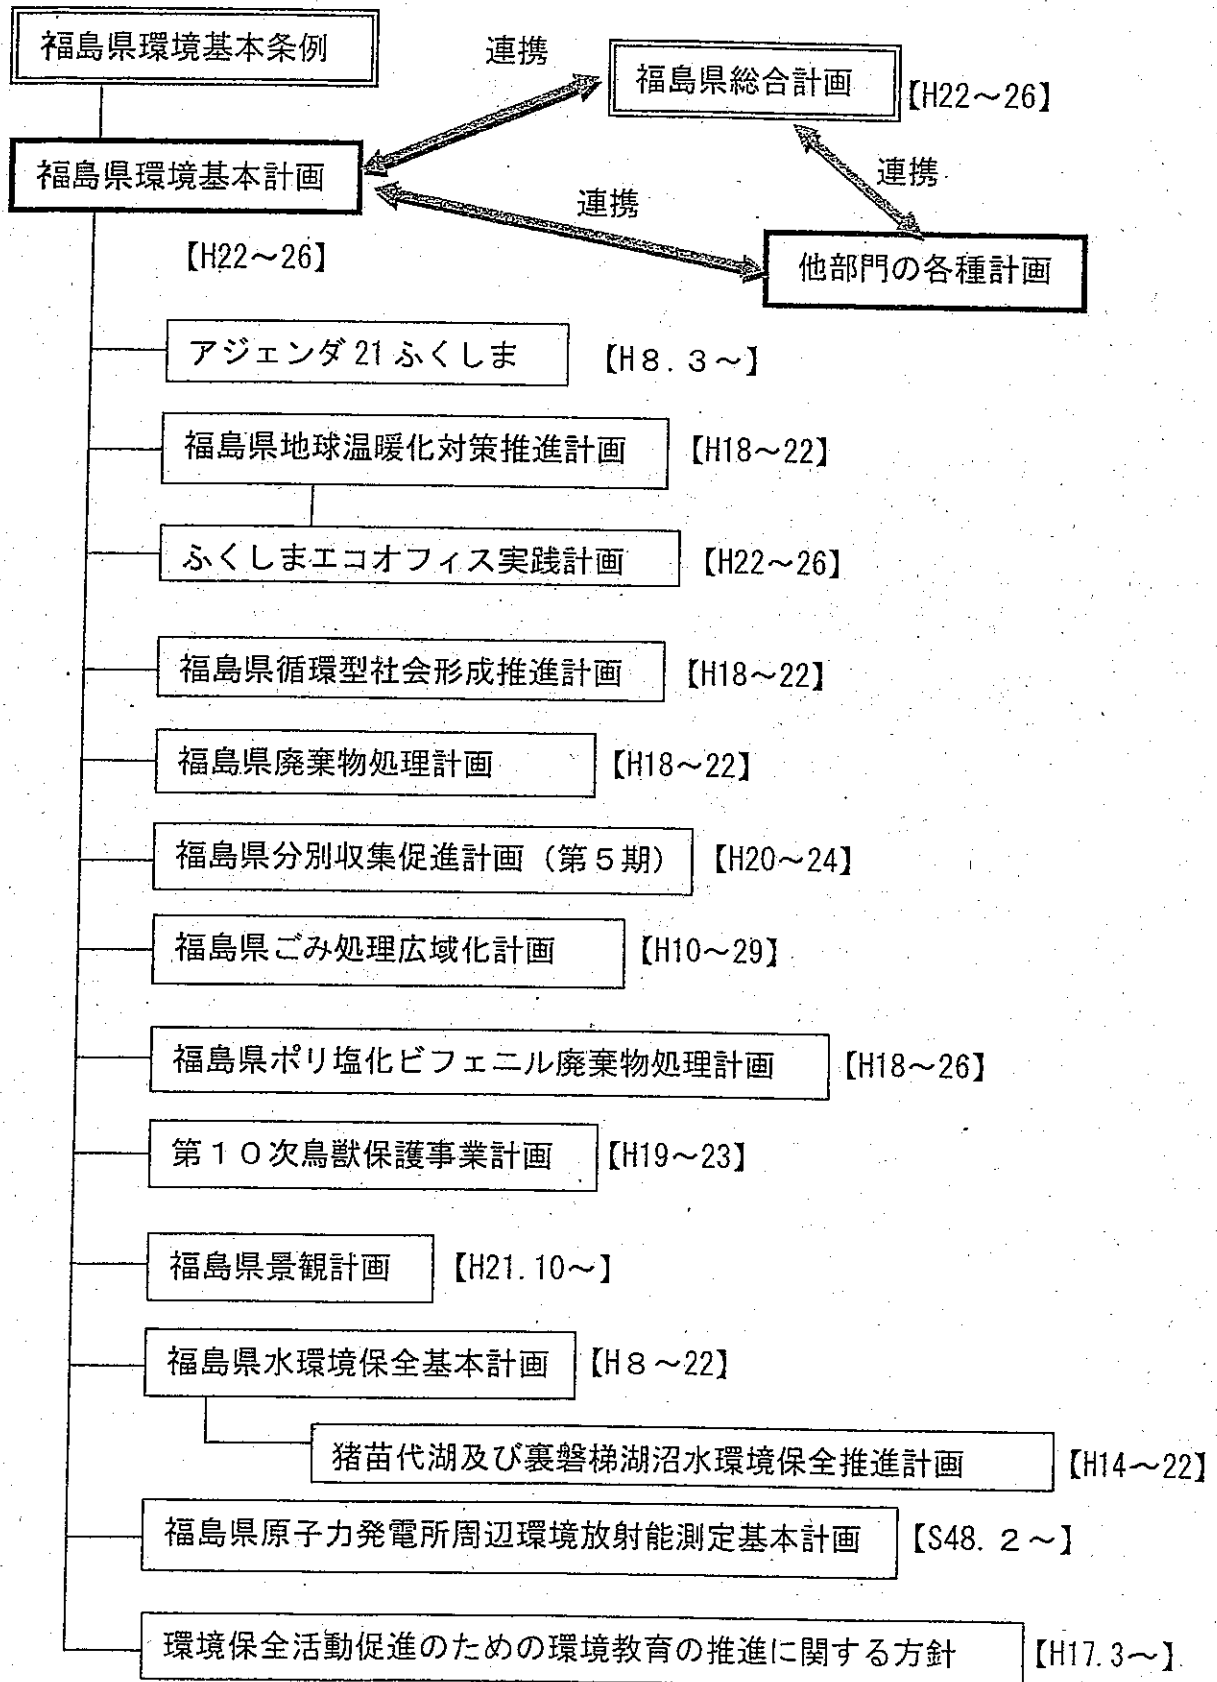 福島県環境基本条例
連携
福島県総合計画
【H22～26】
福島県環境基本計画
連携
連携
【H22～26】
他部門の各種計画
アジェンダ21ふくしま
【H8.3～】
福島県地球温暖化対策推進計画
【H18～22】
ふくしまエコオフィス実践計画
【H22～26】
福島県循環型社会形成推進計画
【H18～22】
福島県廃棄物処理計画
【H18～22】
福島県分別収集促進計画（第5期）
【H20～24】
福島県ごみ処理広域化計画
【H10～29】
福島県ポリ塩化ビフェニル廃棄物処理計画
【H18～26】
第10次鳥獣保護事業計画
【H19～23】
福島県景観計画
【H21.10～】
福島県水環境保全基本計画
【H8～22】
猪苗代湖及び裏磐梯湖沼水環境保全推進計画
【H14～22】
福島県原子力発電所周辺環境放射能測定基本計画
【S48.2～】
環境保全活動促進のための環境教育の推進に関する方針
【H17.3～】